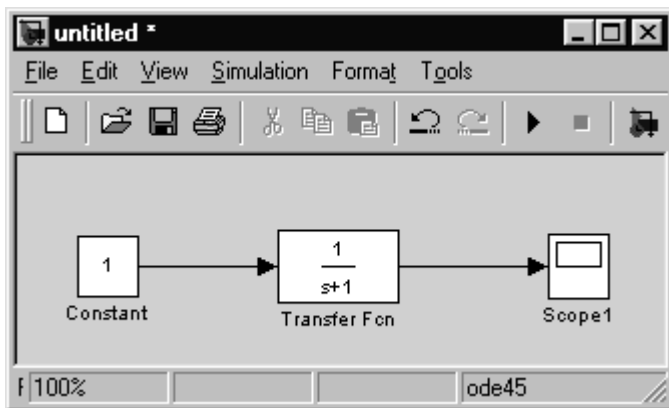 untitled *
File Edit View Simulation Format Tools
1
Constant
1
s+1
Transfer Fcn
Scope1
100%
ode45